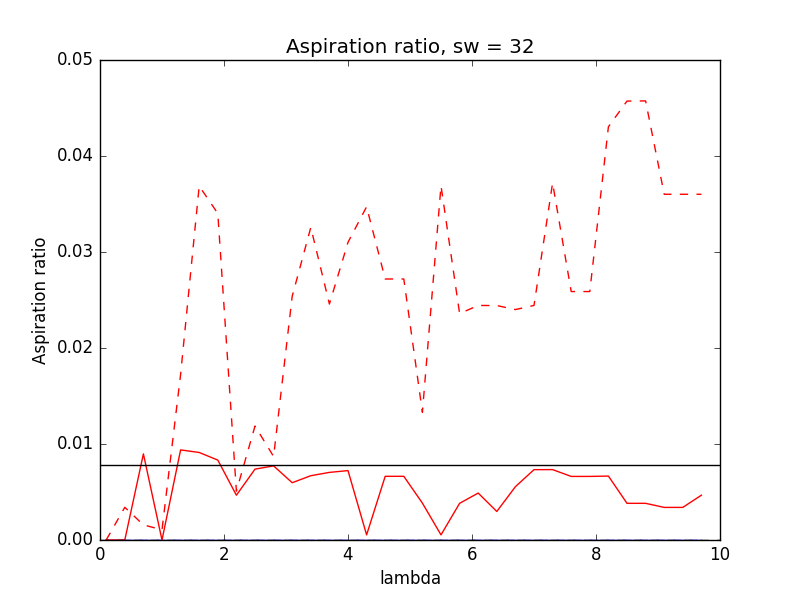 Aspiration ratio, sw = 32
0.05
0.04
0.03
0.02
0.01
0.00
Aspiration ratio
0 2 4 6 8 10
lambda